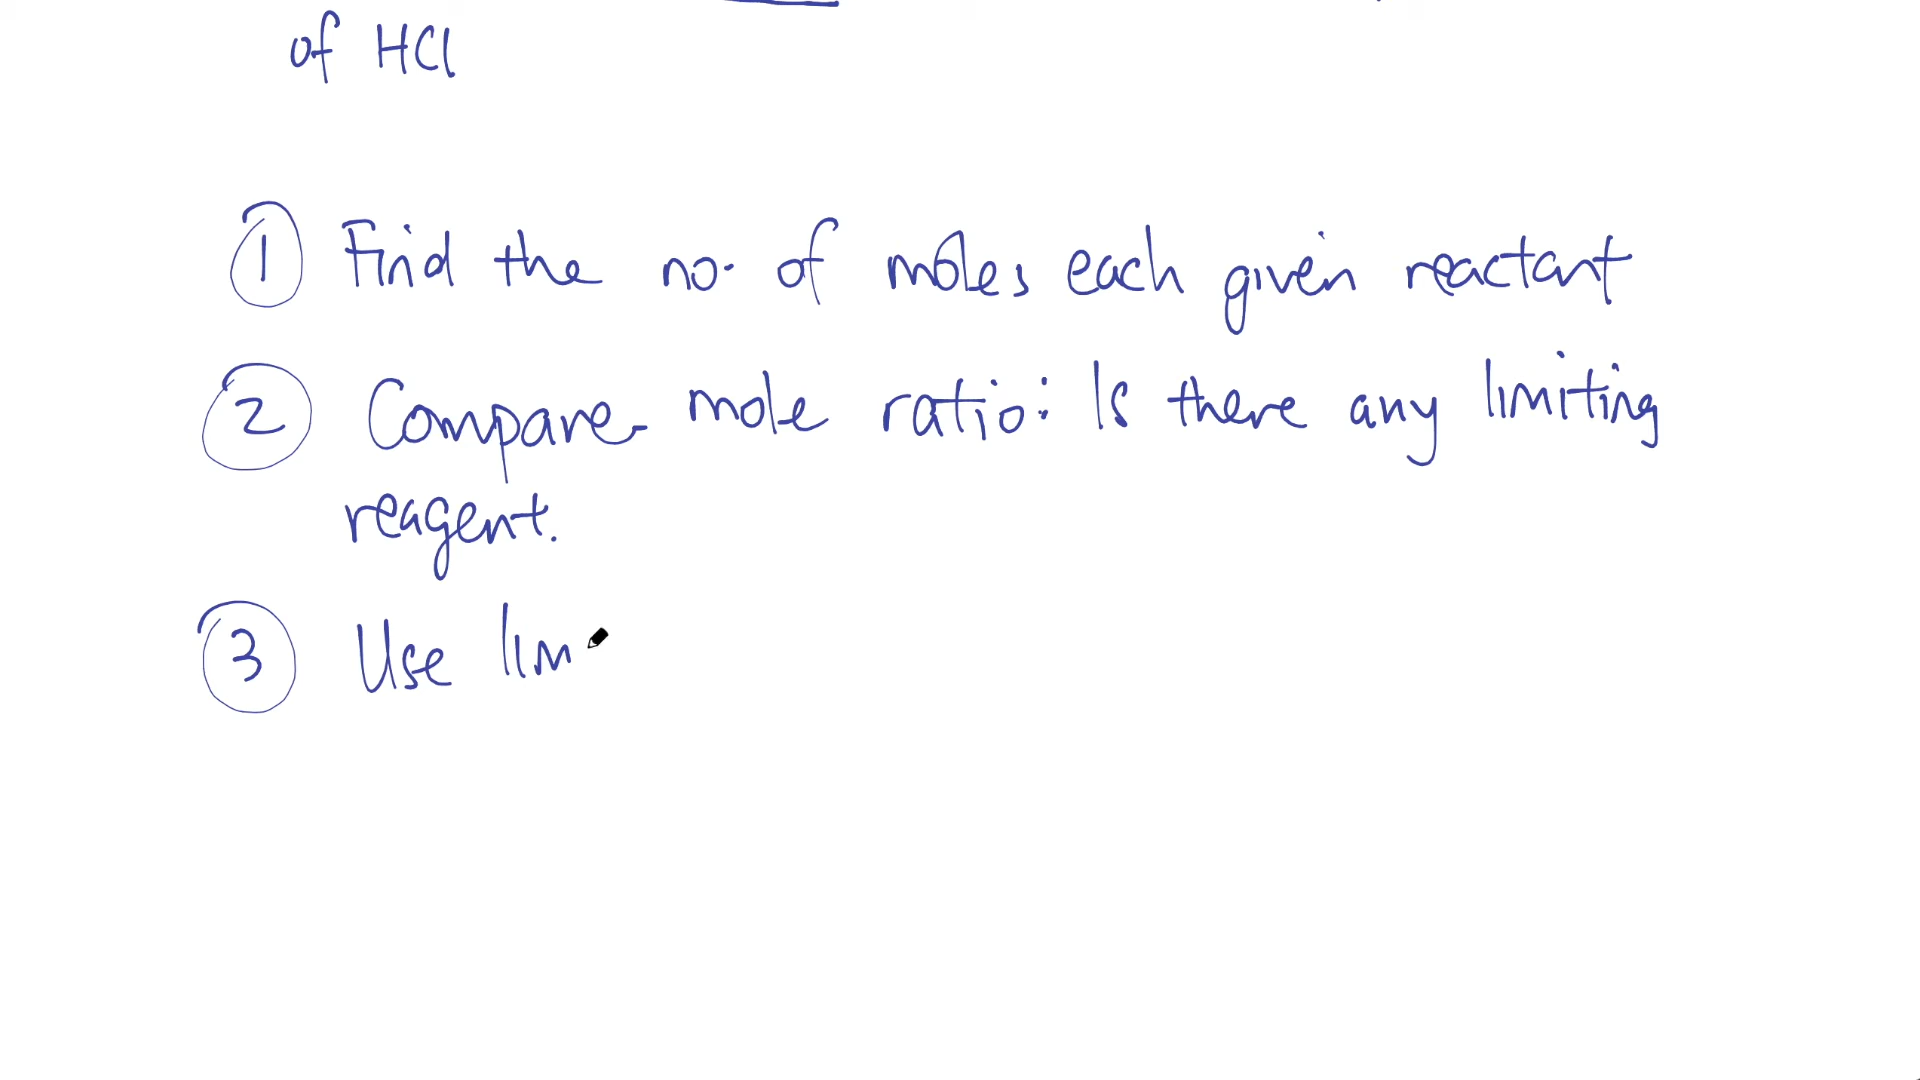 of HCl
① Find the no. of moles each given reactant
② Compare mole ratio: Is there any limiting
reagent.
③ Use lim